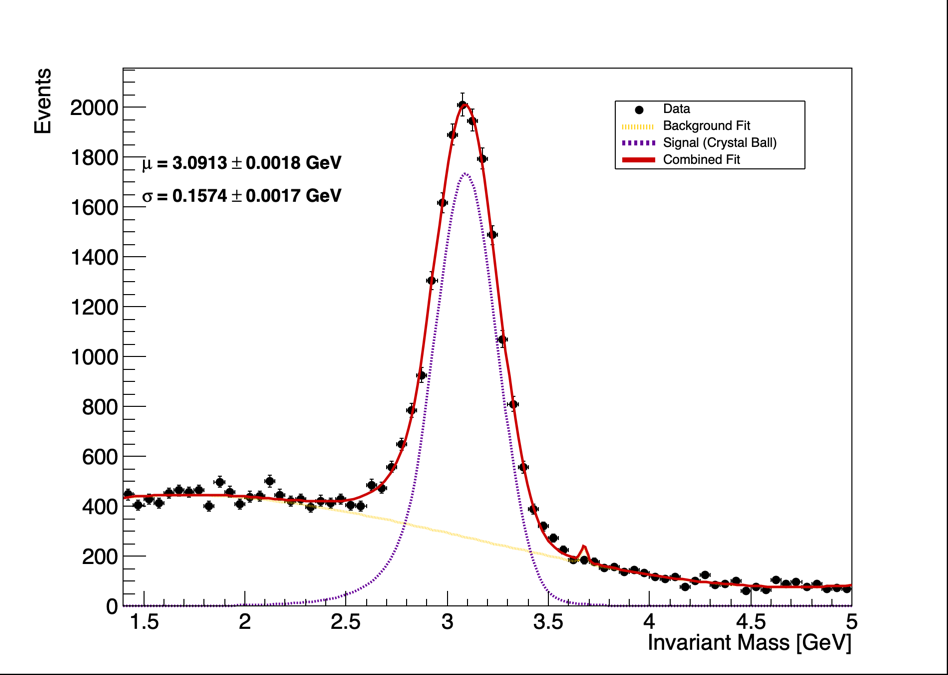 Events
2000
1800
1600
1400
1200
1000
800
600
400
200
0
μ = 3.0913 ± 0.0018 GeV
σ = 0.1574 ± 0.0017 GeV
Data
Background Fit
Signal (Crystal Ball)
Combined Fit
1.5 2 2.5 3 3.5 4 4.5 5
Invariant Mass [GeV]